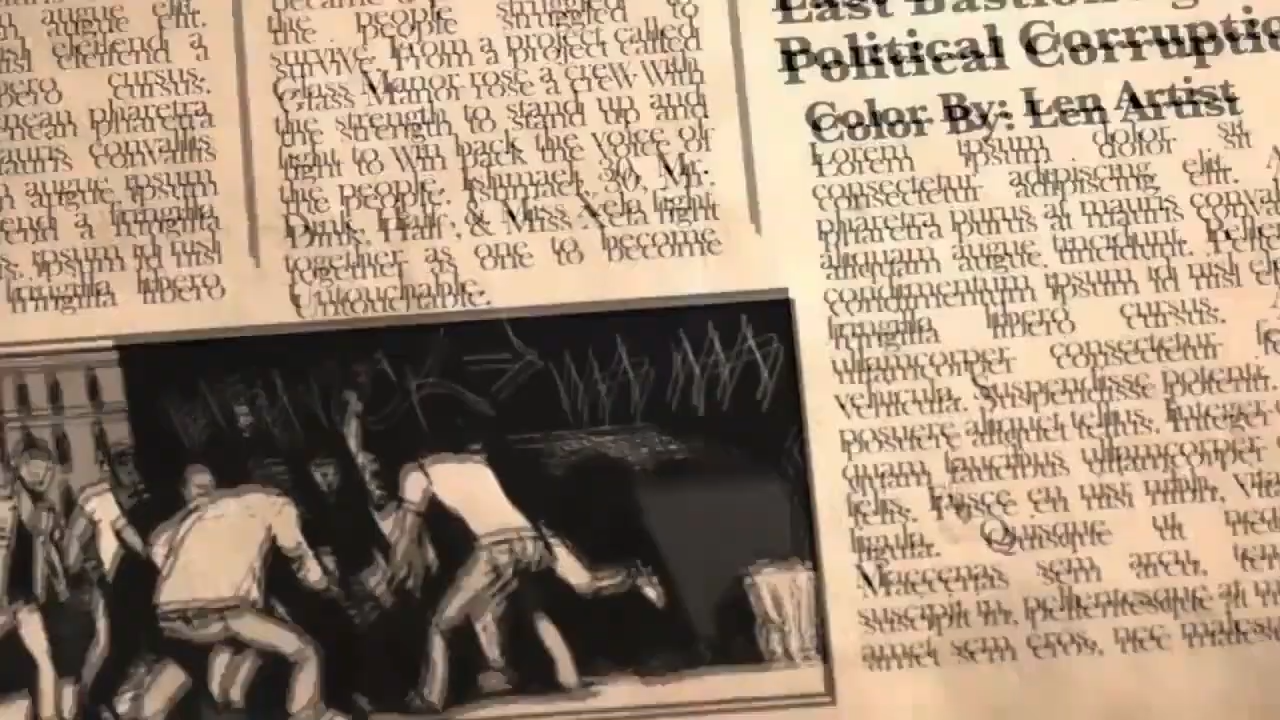 augue elit.
eleifend a
cursus.
pharetra
mauris convallis
augue ipsum
a fringilla
ipsum id nisl
fringilla libero
the people struggled to
survive. From a project called
Glass Manor rose a crew with
the strength to stand up and
fight to win back the voice of
the people. Ishmael, 30, Mr.
Dink, Half, & Miss Xela fight
together as one to become
Untouchable.
East Bastion
Political
Color By: Len Artist
Lorem ipsum dolor sit
consectetur adipiscing elit.
pharetra purus at mauris
aliquam augue tincidunt.
condimentum ipsum id nisl
fringilla libero cursus.
ullamcorper consectetur
vehicula. Suspendisse potenti.
posuere aliquet tellus. Integer
quam faucibus ullamcorper
felis. Fusce eu nisl nibh,
ligula. Quisque ut
Maecenas sem arcu,
suscipit in, pellentesque at
amet sem eros, nec